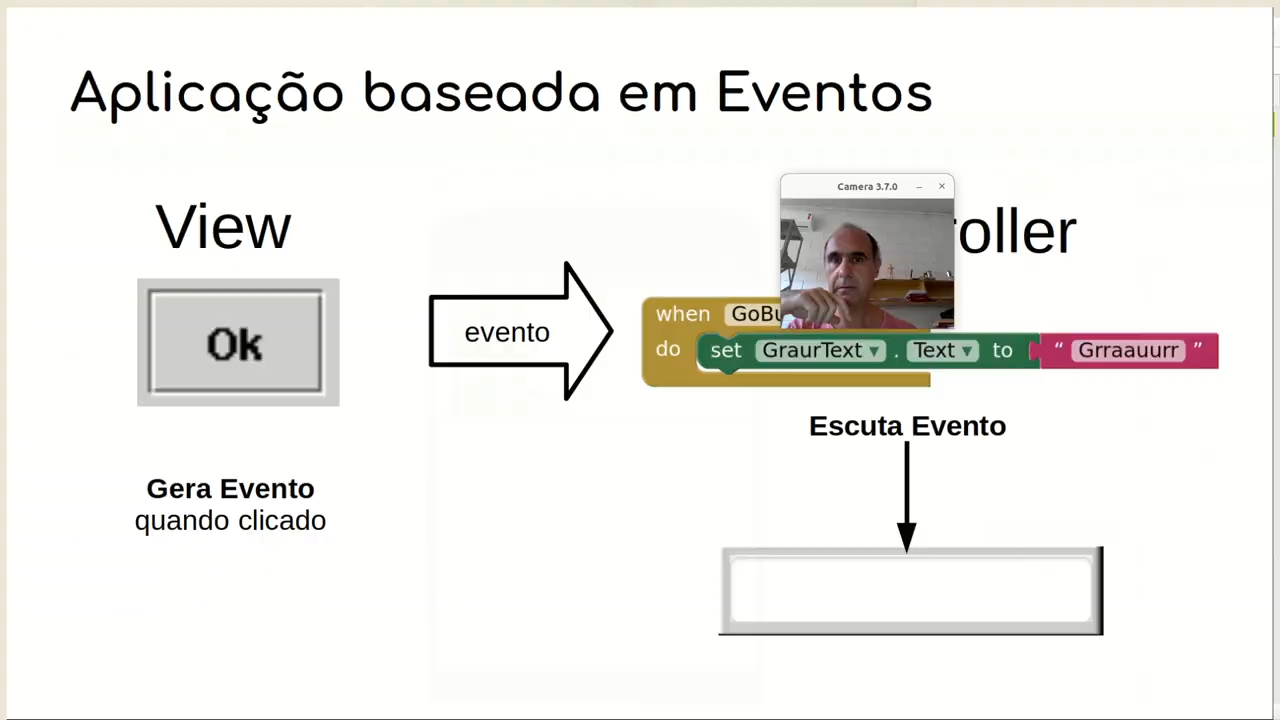 Aplicação baseada em Eventos
Camera 3.7.0
View
roller
Ok
evento
when GoBu
do set GraurText . Text to “ Grraauurr ”
Escuta Evento
Gera Evento
quando clicado